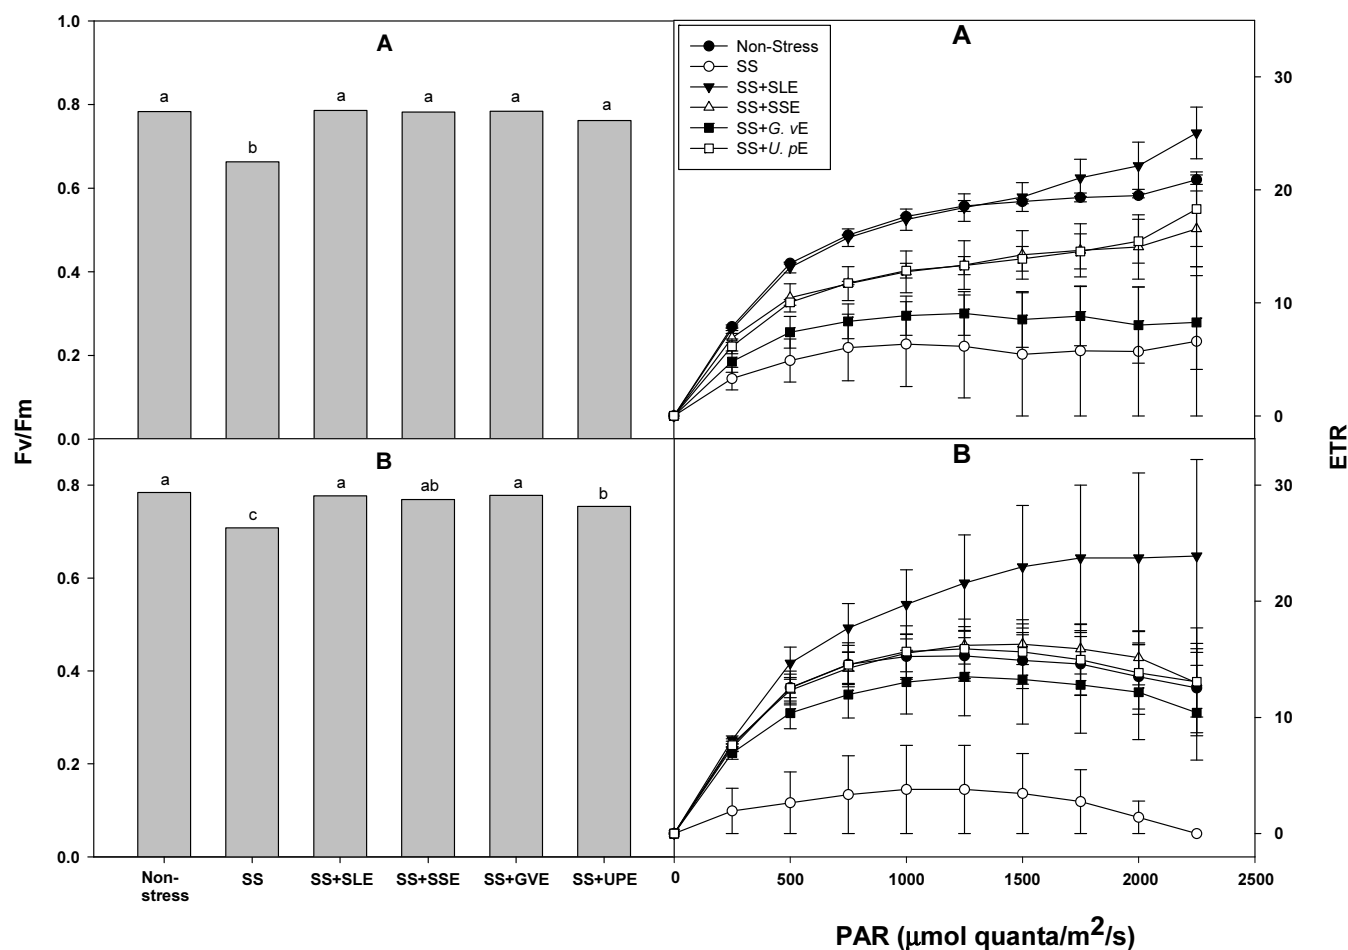 A
1.0
0.8
0.6
0.4
0.2
0.0
a
b
a
a
a
a
A
Non-Stress
SS
SS+SLE
SS+SSE
SS+G. vE
SS+U. pE
30
20
10
0
Fv/Fm
ETR
B
0.8
0.6
0.4
0.2
0.0
a
c
a
ab
a
b
Non-
stress
SS
SS+SLE
SS+SSE
SS+GVE
SS+UPE
B
30
20
10
0
0
500
1000
1500
2000
2500
PAR (μmol quanta/m²/s)